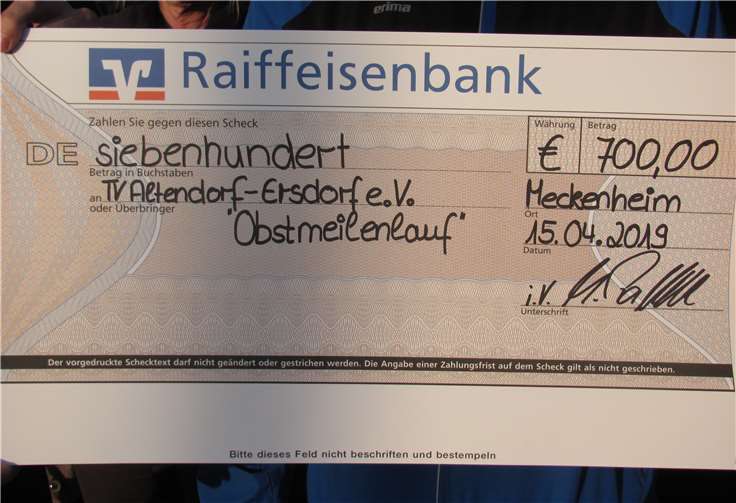 erima
Raiffeisenbank
Zahlen Sie gegen diesen Scheck
Währung Betrag
DE siebenhundert € 700,00
Betrag in Buchstaben
an TV Altendorf-Ersdorf e.V. Meckenheim
oder Überbringer Ort
"Obstmeilenlauf" 15.04.2019
Datum
i.V.
Unterschrift
Der vorgedruckte Schecktext darf nicht geändert oder gestrichen werden. Die Angabe einer Zahlungsfrist auf dem Scheck gilt als nicht geschrieben.
Bitte dieses Feld nicht beschriften und bestempeln